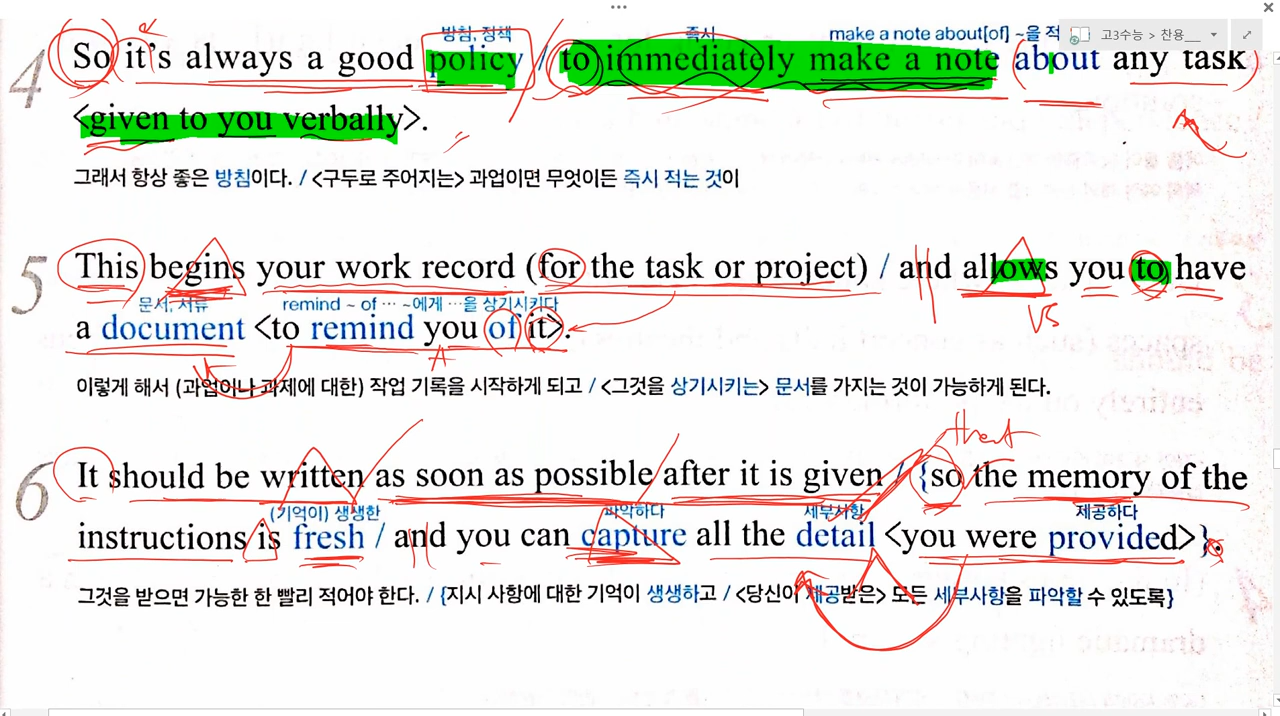 고3수능 > 찬용__
방침, 정책 즉시 make a note about[of] ~을 적
4 So it's always a good policy / to immediately make a note about any task
<given to you verbally>.
그래서 항상 좋은 방침이다. / <구두로 주어지는> 과업이면 무엇이든 즉시 적는 것이
5 This begins your work record (for the task or project) / and allows you to have
문서, 서류 remind ~ of … ~에게 …을 상기시키다
VS
a document <to remind you of it>.
A
이렇게 해서 (과업이나 과제에 대한) 작업 기록을 시작하게 되고 / <그것을 상기시키는> 문서를 가지는 것이 가능하게 된다.
that
6 It should be written as soon as possible after it is given / {so the memory of the
(기억이) 생생한 파악하다 세부사항 제공하다
instructions is fresh / and you can capture all the detail <you were provided>}.
그것을 받으면 가능한 한 빨리 적어야 한다. / {지시 사항에 대한 기억이 생생하고 / <당신이 제공받은> 모든 세부사항을 파악할 수 있도록}